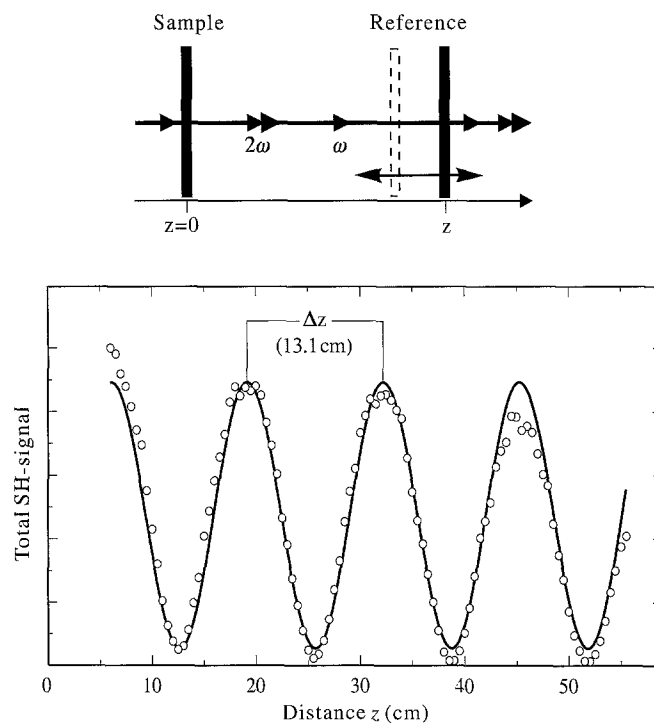 Sample Reference
2ω ω
z=0 z
Δz
(13.1cm)
Total SH-signal
0 10 20 30 40 50
Distance z (cm)